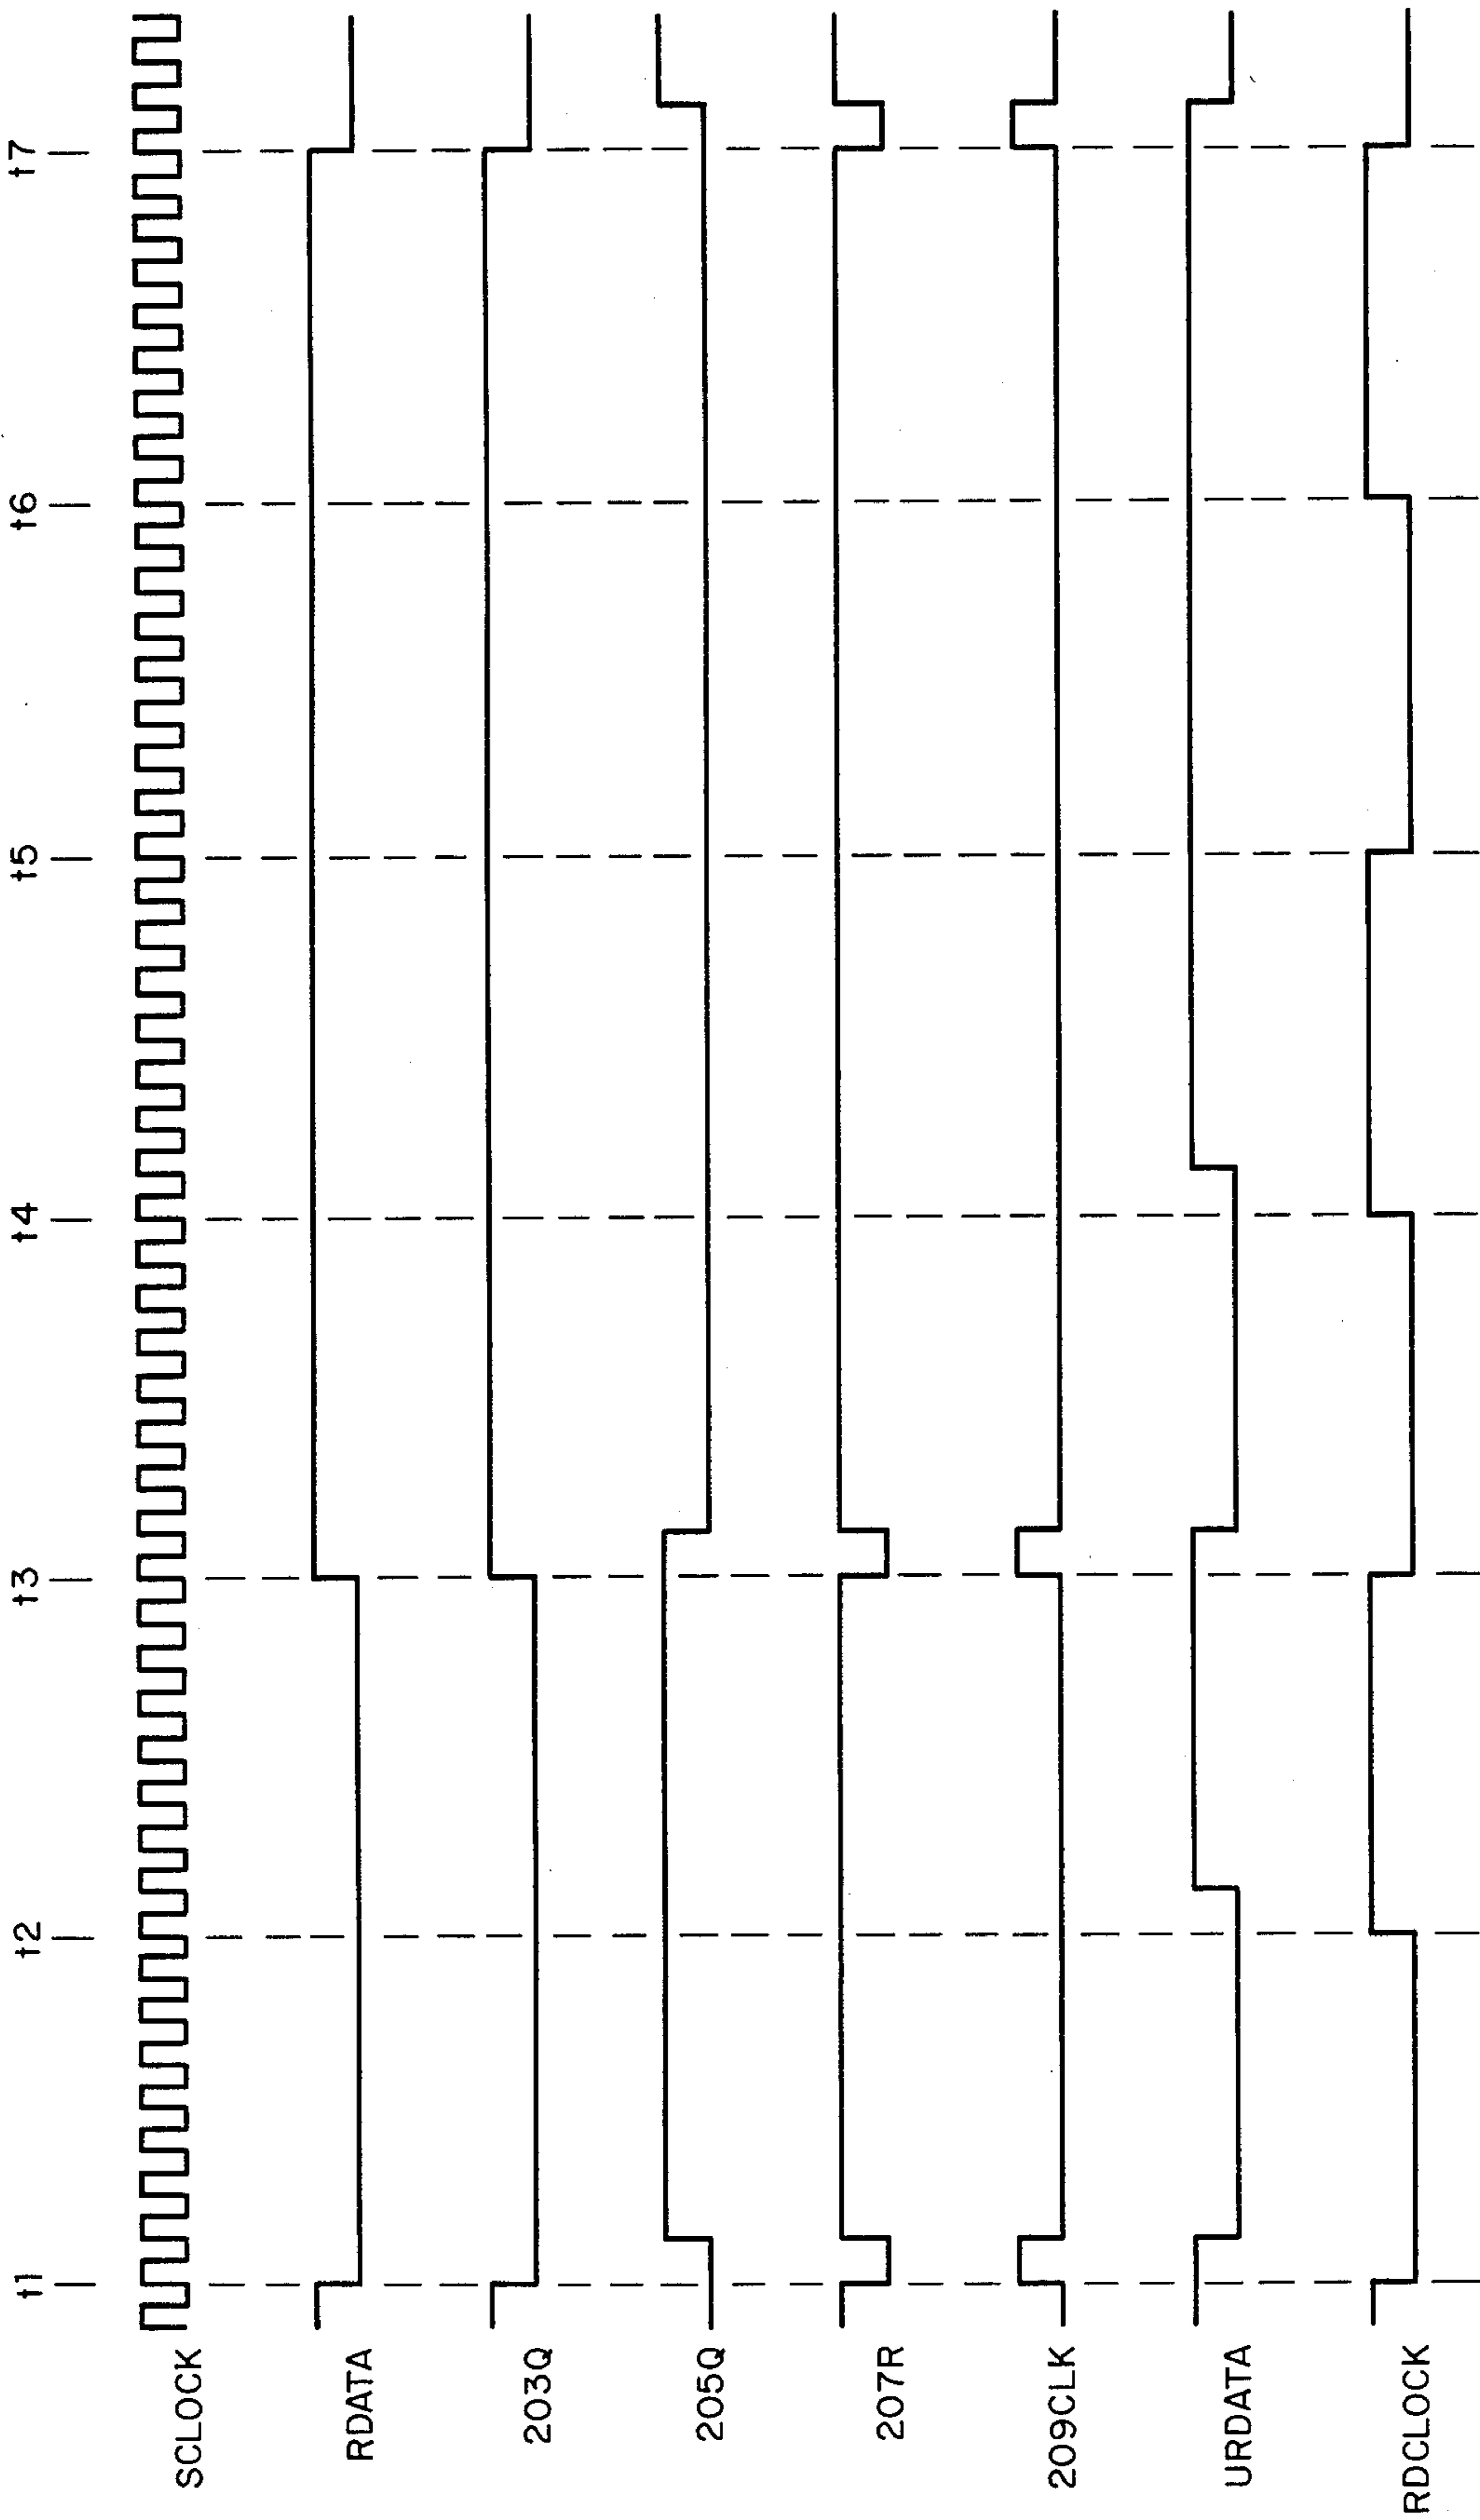 t1 t2 t3 t4 t5 t6 t7
SCLOCK
RDATA
203Q
205Q
207R
209CLK
URDATA
RDCLOCK